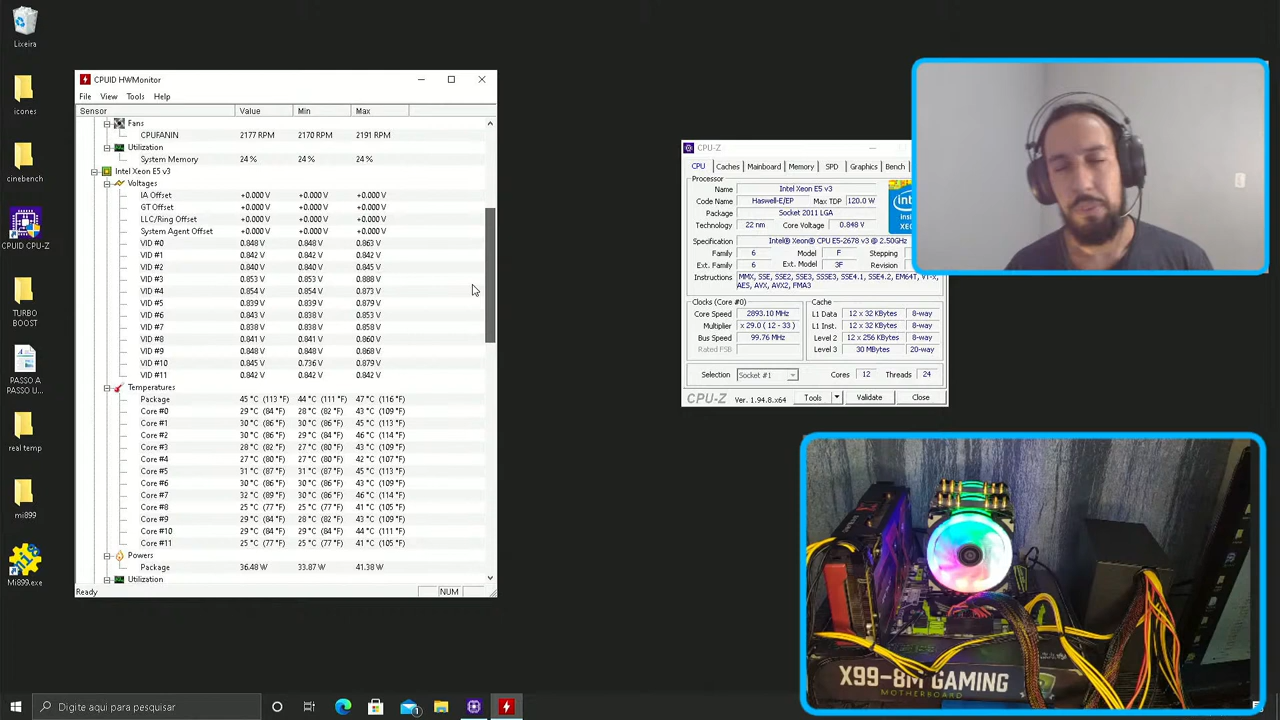 Lixeira
icones
cinebench
CPUID CPU-Z
TURBO
BOOST
PASSO A
PASSO U...
real temp
mi899
Mi899.exe
CPUID HWMonitor
File View Tools Help
Sensor Value Min Max
Fans
CPUFANIN 2177 RPM 2170 RPM 2191 RPM
Utilization
System Memory 24 % 24 % 24 %
Intel Xeon E5 v3
Voltages
IA Offset +0.000 V +0.000 V +0.000 V
GT Offset +0.000 V +0.000 V +0.000 V
LLC/Ring Offset +0.000 V +0.000 V +0.000 V
System Agent Offset +0.000 V +0.000 V +0.000 V
VID #0 0.848 V 0.848 V 0.863 V
VID #1 0.842 V 0.842 V 0.842 V
VID #2 0.840 V 0.840 V 0.845 V
VID #3 0.854 V 0.853 V 0.888 V
VID #4 0.854 V 0.854 V 0.873 V
VID #5 0.839 V 0.839 V 0.879 V
VID #6 0.838 V 0.838 V 0.853 V
VID #7 0.838 V 0.838 V 0.858 V
VID #8 0.841 V 0.841 V 0.860 V
VID #9 0.848 V 0.848 V 0.868 V
VID #10 0.845 V 0.736 V 0.879 V
VID #11 0.842 V 0.842 V 0.842 V
Temperatures
Package 45 °C (113 °F) 44 °C (111 °F) 47 °C (116 °F)
Core #0 29 °C (84 °F) 29 °C (84 °F) 43 °C (109 °F)
Core #1 30 °C (86 °F) 30 °C (86 °F) 45 °C (113 °F)
Core #2 30 °C (86 °F) 29 °C (84 °F) 46 °C (114 °F)
Core #3 28 °C (82 °F) 27 °C (80 °F) 43 °C (109 °F)
Core #4 27 °C (80 °F) 27 °C (80 °F) 42 °C (107 °F)
Core #5 31 °C (87 °F) 31 °C (87 °F) 45 °C (113 °F)
Core #6 30 °C (86 °F) 30 °C (86 °F) 43 °C (109 °F)
Core #7 32 °C (89 °F) 29 °C (84 °F) 46 °C (114 °F)
Core #8 25 °C (77 °F) 25 °C (77 °F) 41 °C (105 °F)
Core #9 29 °C (84 °F) 28 °C (82 °F) 43 °C (109 °F)
Core #10 29 °C (84 °F) 29 °C (84 °F) 44 °C (111 °F)
Core #11 25 °C (77 °F) 25 °C (77 °F) 41 °C (105 °F)
Powers
Package 36.48 W 33.87 W 41.38 W
Utilization
Ready NUM
CPU-Z
CPU Caches Mainboard Memory SPD Graphics Bench
Processor
Name Intel Xeon E5 v3
Code Name Haswell-E/EP Max TDP 120.0 W
Package Socket 2011 LGA
Technology 22 nm Core Voltage 0.848 V
Specification Intel® Xeon® CPU E5-2678 v3 @ 2.50GHz
Family 6 Model F Stepping
Ext. Family 6 Ext. Model 3F Revision
Instructions MMX, SSE, SSE2, SSE3, SSSE3, SSE4.1, SSE4.2, EM64T, VT-x,
AES, AVX, AVX2, FMA3
Clocks (Core #0) Cache
Core Speed 2893.10 MHz L1 Data 12 x 32 KBytes 8-way
Multiplier x 29.0 ( 12 - 33 ) L1 Inst. 12 x 32 KBytes 8-way
Bus Speed 99.76 MHz Level 2 12 x 256 KBytes 8-way
Rated FSB Level 3 30 MBytes 20-way
Selection Socket #1 Cores 12 Threads 24
CPU-Z Ver. 1.94.8.x64 Tools Validate Close
X99-8M GAMING
MOTHERBOARD
Digite aqui para pesquisar